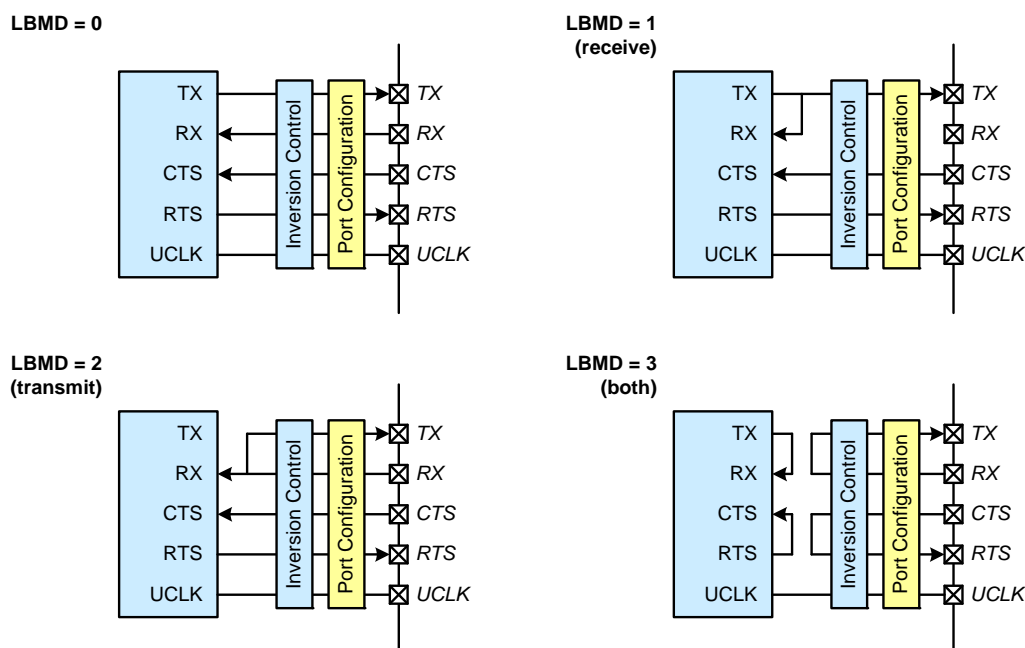 LBMD = 0
TX
RX
CTS
RTS
UCLK
Inversion Control
Port Configuration
TX
RX
CTS
RTS
UCLK
LBMD = 1
(receive)
TX
RX
CTS
RTS
UCLK
Inversion Control
Port Configuration
TX
RX
CTS
RTS
UCLK
LBMD = 2
(transmit)
TX
RX
CTS
RTS
UCLK
Inversion Control
Port Configuration
TX
RX
CTS
RTS
UCLK
LBMD = 3
(both)
TX
RX
CTS
RTS
UCLK
Inversion Control
Port Configuration
TX
RX
CTS
RTS
UCLK